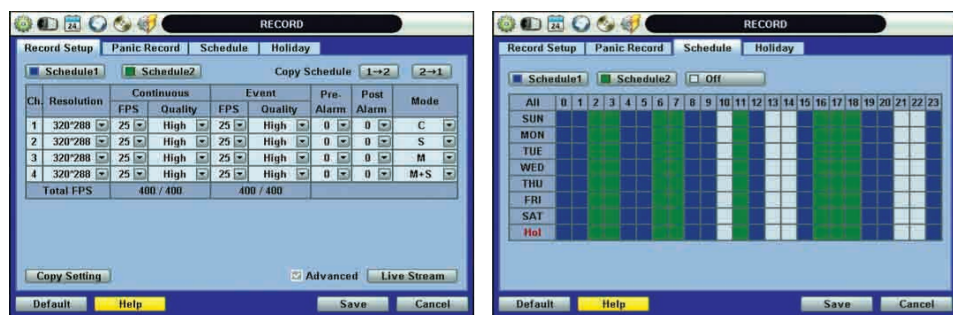 24
RECORD
Record Setup Panic Record Schedule Holiday
Schedule1 Schedule2 Copy Schedule 1→2 2→1
Ch. Resolution Continuous Event Pre-Alarm Post Alarm Mode
FPS Quality FPS Quality
1 320*288 25 High 25 High 0 0 C
2 320*288 25 High 25 High 0 0 S
3 320*288 25 High 25 High 0 0 M
4 320*288 25 High 25 High 0 0 M+S
Total FPS 400 / 400 400 / 400
Copy Setting Advanced Live Stream
Default Help Save Cancel
24
RECORD
Record Setup Panic Record Schedule Holiday
Schedule1 Schedule2 Off
All 0 1 2 3 4 5 6 7 8 9 10 11 12 13 14 15 16 17 18 19 20 21 22 23
SUN
MON
TUE
WED
THU
FRI
SAT
Hol
Default Help Save Cancel